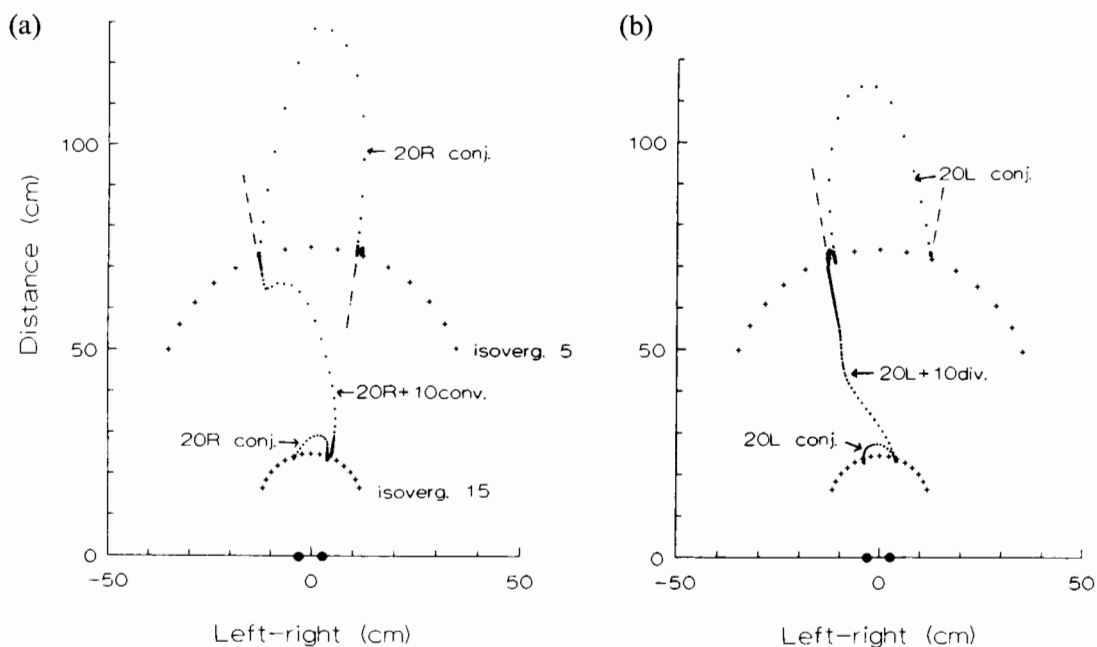 (a)
Distance (cm)
100
50
0
20R conj.
isoverg. 5
20R+10conv.
20R conj.
isoverg. 15
-50
0
50
Left-right (cm)
(b)
100
50
0
20L conj.
20L+10div.
20L conj.
-50
0
50
Left-right (cm)